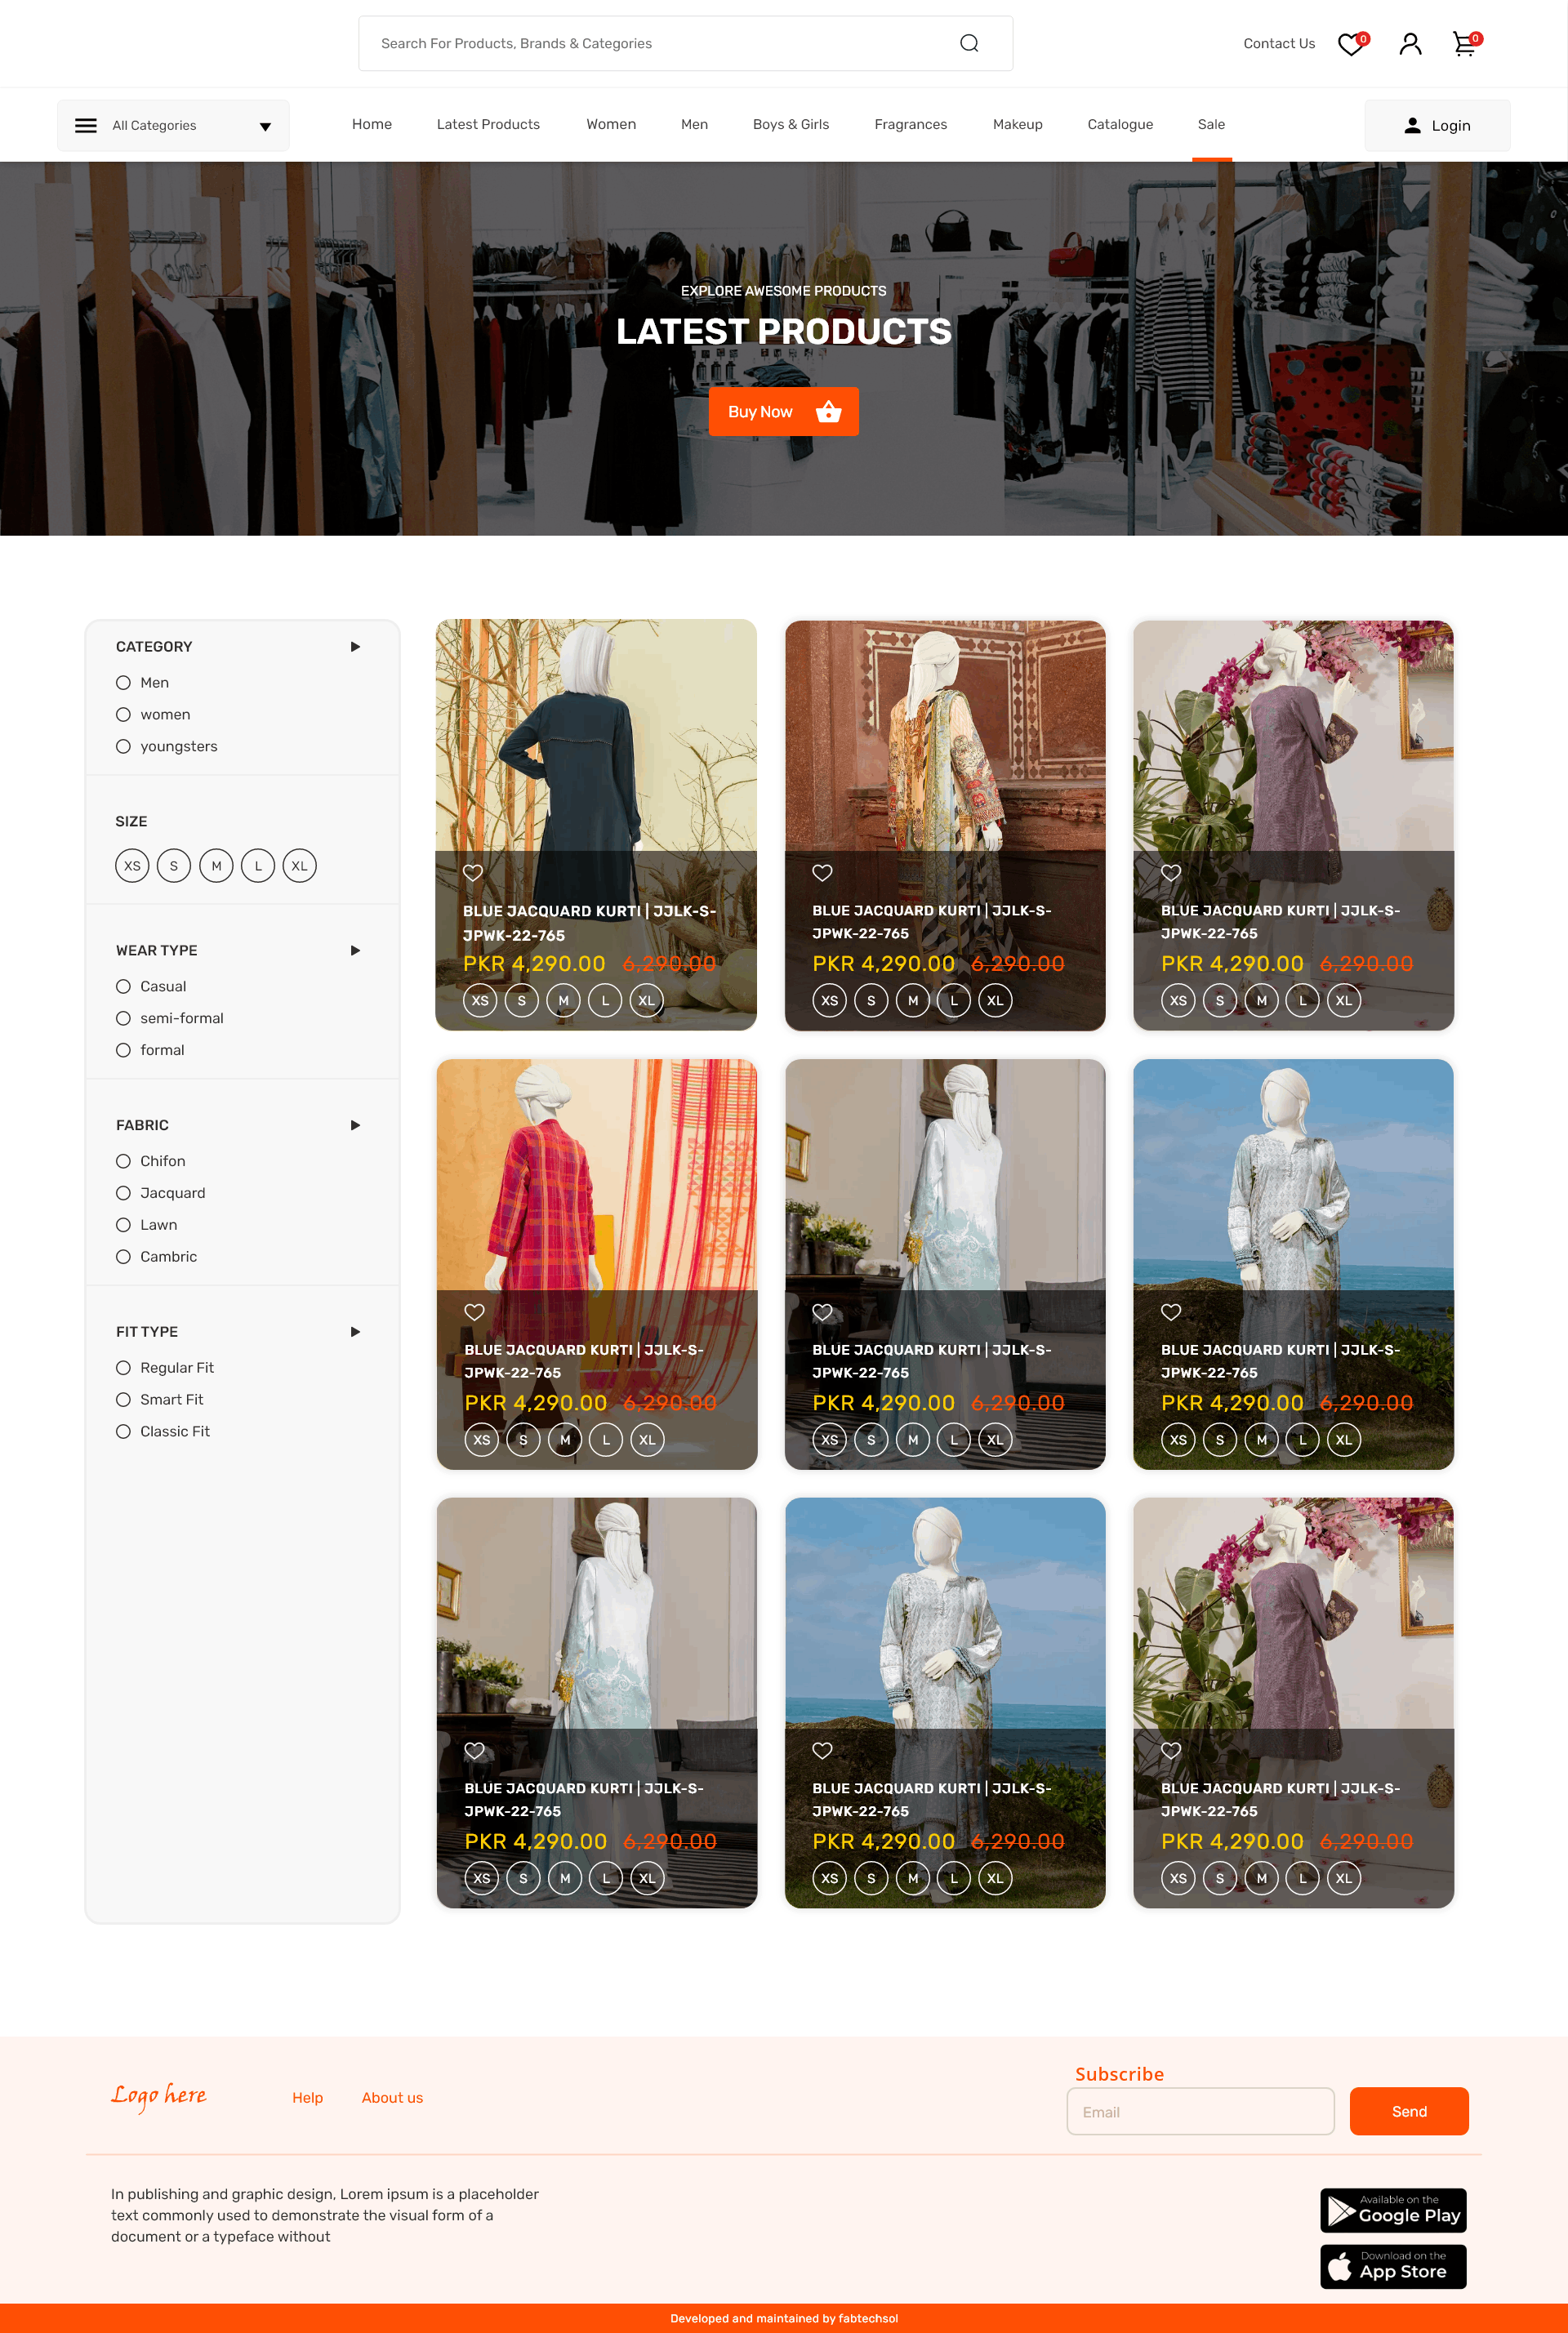 Search For Products, Brands & Categories
Contact Us
0
0
All Categories
Home
Latest Products
Women
Men
Boys & Girls
Fragrances
Makeup
Catalogue
Sale
Login
EXPLORE AWESOME PRODUCTS
LATEST PRODUCTS
Buy Now
CATEGORY
Men
women
youngsters
SIZE
XS S M L XL
WEAR TYPE
Casual
semi-formal
formal
FABRIC
Chifon
Jacquard
Lawn
Cambric
FIT TYPE
Regular Fit
Smart Fit
Classic Fit
BLUE JACQUARD KURTI | JJLK-S-
JPWK-22-765
PKR 4,290.00 6,290.00
XS S M L XL
BLUE JACQUARD KURTI | JJLK-S-
JPWK-22-765
PKR 4,290.00 6,290.00
XS S M L XL
BLUE JACQUARD KURTI | JJLK-S-
JPWK-22-765
PKR 4,290.00 6,290.00
XS S M L XL
BLUE JACQUARD KURTI | JJLK-S-
JPWK-22-765
PKR 4,290.00 6,290.00
XS S M L XL
BLUE JACQUARD KURTI | JJLK-S-
JPWK-22-765
PKR 4,290.00 6,290.00
XS S M L XL
BLUE JACQUARD KURTI | JJLK-S-
JPWK-22-765
PKR 4,290.00 6,290.00
XS S M L XL
BLUE JACQUARD KURTI | JJLK-S-
JPWK-22-765
PKR 4,290.00 6,290.00
XS S M L XL
BLUE JACQUARD KURTI | JJLK-S-
JPWK-22-765
PKR 4,290.00 6,290.00
XS S M L XL
BLUE JACQUARD KURTI | JJLK-S-
JPWK-22-765
PKR 4,290.00 6,290.00
XS S M L XL
Logo here
Help
About us
Subscribe
Email
Send
In publishing and graphic design, Lorem ipsum is a placeholder
text commonly used to demonstrate the visual form of a
document or a typeface without
Available on the
Google Play
Download on the
App Store
Developed and maintained by fabtechsol